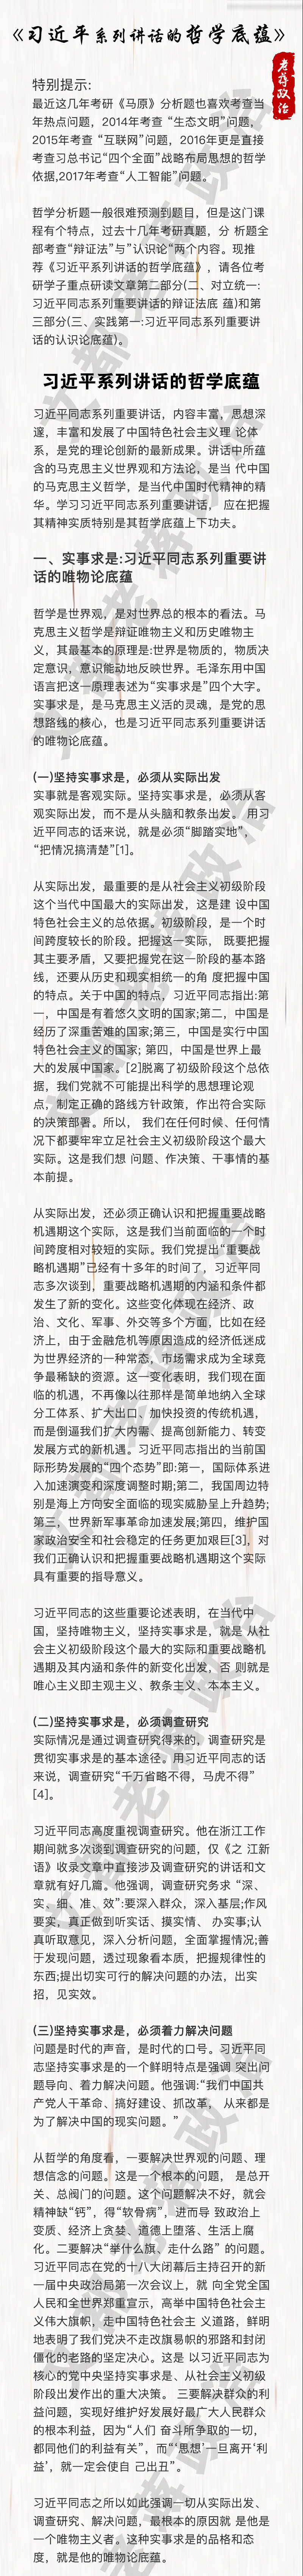 《习近平系列讲话的哲学底蕴》
老蒋政治
特别提示:
最近这几年考研《马原》分析题也喜欢考查当
年热点问题，2014年考查 “生态文明”问题，
2015年考查 “互联网”问题，2016年更是直接
考查习总书记“四个全面”战略布局思想的哲学
依据,2017年考查“人工智能”问题。
哲学分析题一般很难预测到题目，但是这门课
程有个特点，过去十几年考研真题，分 析题全
部考查“辩证法”与”认识论“两个内容。现推
荐《习近平系列讲话的哲学底蕴》，请各位考
研学子重点研读文章第二部分(二、对立统一:
习近平同志系列重要讲话的辩证法底 蕴)和第
三部分(三、实践第一:习近平同志系列重要讲
话的认识论底蕴)。
习近平系列讲话的哲学底蕴
习近平同志系列重要讲话，内容丰富，思想深
邃，丰富和发展了中国特色社会主义理 论体
系，是党的理论创新的最新成果。讲话中所蕴
含的马克思主义世界观和方法论，是当 代中国
的马克思主义哲学，是当代中国时代精神的精
华。学习习近平同志系列重要讲话， 应在把握
其精神实质特别是其哲学底蕴上下功夫。
一、实事求是:习近平同志系列重要讲
话的唯物论底蕴
哲学是世界观，是对世界总的根本的看法。马
克思主义哲学是辩证唯物主义和历史唯物主
义，其最基本的原理是:世界是物质的，物质决
定意识，意识能动地反映世界。毛泽东用中国
语言把这一原理表述为“实事求是”四个大字。
实事求是，是马克思主义活的灵魂，是党的思
想路线的核心，也是习近平同志系列重要讲话
的唯物论底蕴。
(一)坚持实事求是，必须从实际出发
实事就是客观实际。坚持实事求是，必须从客
观实际出发，而不是从头脑和教条出发。 用习
近平同志的话来说，就是必须“脚踏实地”，
“把情况搞清楚”[1]。
从实际出发，最重要的是从社会主义初级阶段
这个当代中国最大的实际出发，这是建 设中国
特色社会主义的总依据。初级阶段，是一个时
间跨度较长的阶段。把握这一实际， 既要把握
其主要矛盾，又要把握党在这一阶段的基本路
线，还要从历史和现实相统一的角 度把握中国
的特点。关于中国的特点，习近平同志指出:第
一，中国是有着悠久文明的国家;第二，中国是
经历了深重苦难的国家;第三，中国是实行中国
特色社会主义的国家; 第四，中国是世界上最
大的发展中国家。[2]脱离了初级阶段这个总依
据，我们党就不可能提出科学的思想理论观
点，制定正确的路线方针政策，作出符合实际
的决策部署。所以， 我们在任何时候、任何情
况下都要牢牢立足社会主义初级阶段这个最大
实际。这是我们想 问题、作决策、干事情的基
本前提。
从实际出发，还必须正确认识和把握重要战略
机遇期这个实际，这是我们当前面临的一个时
间跨度相对较短的实际。我们党提出“重要战
略机遇期”已经有十多年的时间了，习近平同
志多次谈到，重要战略机遇期的内涵和条件都
发生了新的变化。这些变化体现在经济、政
治、文化、军事、外交等多个方面，比如在经
济上，由于金融危机等原因造成的经济低迷成
为世界经济的一种常态，市场需求成为全球竞
争最稀缺的资源。这一变化表明，我们现在面
临的机遇，不再像以往那样是简单地纳入全球
分工体系、扩大出口、加快投资的传统机遇，
而是倒逼我们扩大内需、提高创新能力、转变
发展方式的新机遇。习近平同志指出的当前国
际形势发展的“四个态势”即:第一，国际体系进
入加速演变和深度调整时期;第二，我国周边特
别是海上方向安全面临的现实威胁呈上升趋势;
第三，世界新军事革命加速发展;第四，维护国
家政治安全和社会稳定的任务更加艰巨[3]，对
我们正确认识和把握重要战略机遇期这个实际
具有重要的指导意义。
习近平同志的这些重要论述表明，在当代中
国，坚持唯物主义，坚持实事求是，就是 从社
会主义初级阶段这个最大的实际和重要战略机
遇期及其内涵和条件的新变化出发，否 则就是
唯心主义即主观主义、教条主义、本本主义。
(二)坚持实事求是，必须调查研究
实际情况是通过调查研究得来的，调查研究是
贯彻实事求是的基本途径。用习近平同志的话
来说，调查研究“千万省略不得，马虎不得”
[4]。
习近平同志高度重视调查研究。他在浙江工作
期间就多次谈到调查研究的问题，仅《之 江新
语》收录文章中直接涉及调查研究的讲话和文
章就有好几篇。他强调，调查研究务求 “深、
实、细、准、效”:要深入群众，深入基层;作风
要实，真正做到听实话、摸实情、 办实事;认
真听取意见，深入分析问题，全面掌握情况;善
于发现问题，透过现象看本质，把握规律性的
东西;提出切实可行的解决问题的办法，出实
招，见实效。
(三)坚持实事求是，必须着力解决问题
问题是时代的声音，是时代的口号。习近平同
志坚持实事求是的一个鲜明特点是强调 突出问
题导向、着力解决问题。他强调:“我们中国共
产党人干革命、搞好建设、抓改革， 从来都是
为了解决中国的现实问题。”
从哲学的角度看，一要解决世界观的问题、理
想信念的问题。这是一个根本的问题， 是总开
关、总阀门的问题。这个问题解决不好，就会
精神缺“钙”，得“软骨病”，进而导 致政治上
变质、经济上贪婪、道德上堕落、生活上腐
化。二要解决“举什么旗、走什么路” 的问题。
习近平同志在党的十八大闭幕后主持召开的新
一届中央政治局第一次会议上，就 向全党全国
人民和全世界郑重宣示，高举中国特色社会主
义伟大旗帜，走中国特色社会主 义道路，鲜明
地表明了我们党决不走改旗易帜的邪路和封闭
僵化的老路的坚定决心。这是 以习近平同志为
核心的党中央坚持实事求是、从社会主义初级
阶段出发作出的重大决策。 三要解决群众的利
益问题，实现好维护好发展好最广大人民群众
的根本利益，因为“人们 奋斗所争取的一切，
都同他们的利益有关”，而“‘思想’一旦离开‘利
益’，就一定会使自 己出丑”。
习近平同志之所以如此强调一切从实际出发、
调查研究、解决问题，最根本的原因就 是他是
一个唯物主义者。这种实事求是的品格和态
度，就是他的唯物论底蕴。